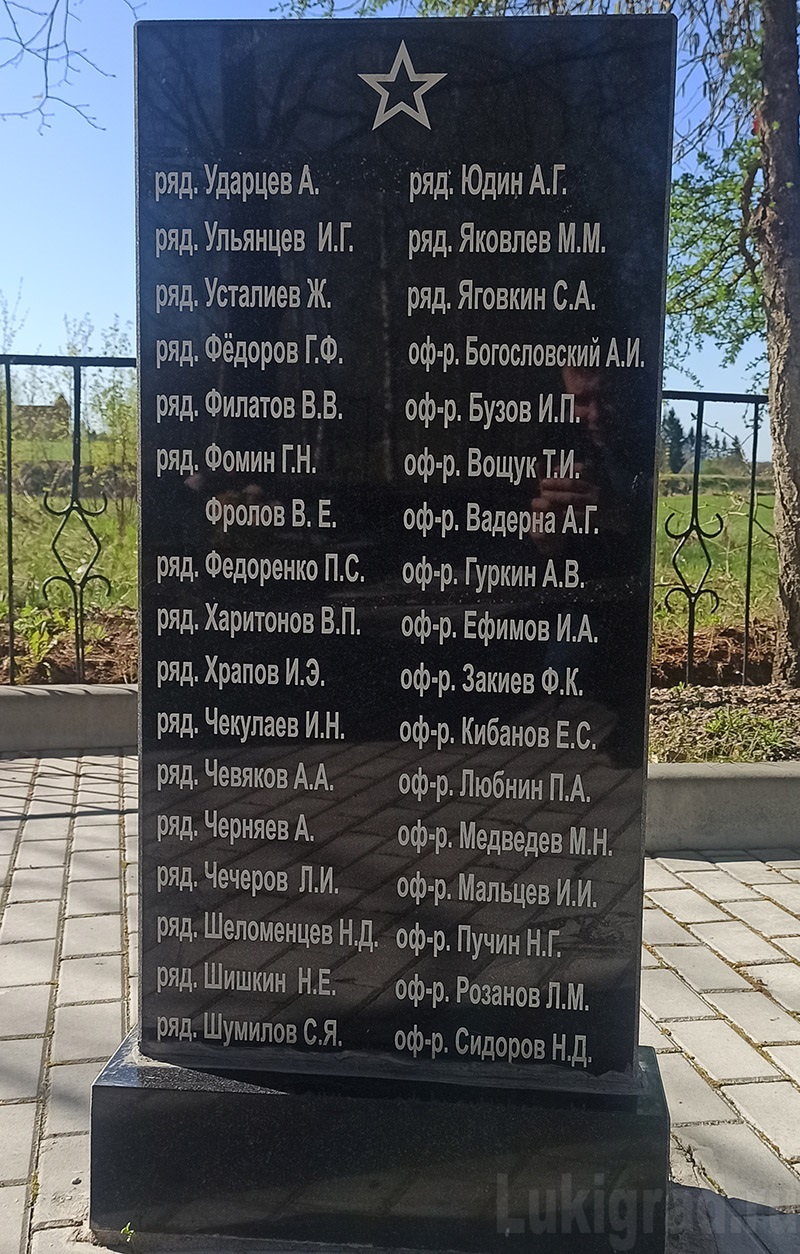 ряд. Ударцев А.
ряд. Ульянцев И.Г.
ряд. Усталиев Ж.
ряд. Фёдоров Г.Ф.
ряд. Филатов В.В.
ряд. Фомин Г.Н.
Фролов В. Е.
ряд. Федоренко П.С.
ряд. Харитонов В.П.
ряд. Храпов И.Э.
ряд. Чекулаев И.Н.
ряд. Чевяков А.А.
ряд. Черняев А.
ряд. Чечеров Л.И.
ряд. Шеломенцев Н.Д.
ряд. Шишкин Н.Е.
ряд. Шумилов С.Я.
ряд. Юдин А.Г.
ряд. Яковлев М.М.
ряд. Яговкин С.А.
оф-р. Богословский А.И.
оф-р. Бузов И.П.
оф-р. Вощук Т.И.
оф-р. Вадерна А.Г.
оф-р. Гуркин А.В.
оф-р. Ефимов И.А.
оф-р. Закиев Ф.К.
оф-р. Кибанов Е.С.
оф-р. Любнин П.А.
оф-р. Медведев М.Н.
оф-р. Мальцев И.И.
оф-р. Пучин Н.Г.
оф-р. Розанов Л.М.
оф-р. Сидоров Н.Д.
Lukigrad.ru